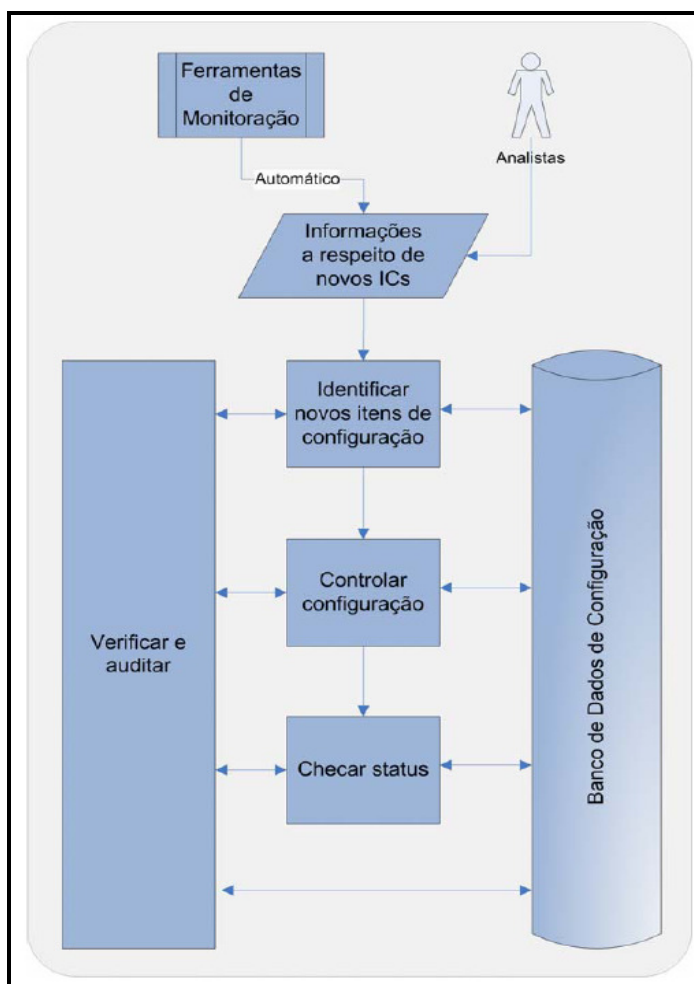 Ferramentas
de
Monitoração
Analistas
Automático
Informações
a respeito de
novos ICs
Identificar
novos itens de
configuração
Controlar
configuração
Verificar e
auditar
Checar status
Banco de Dados de Configuração